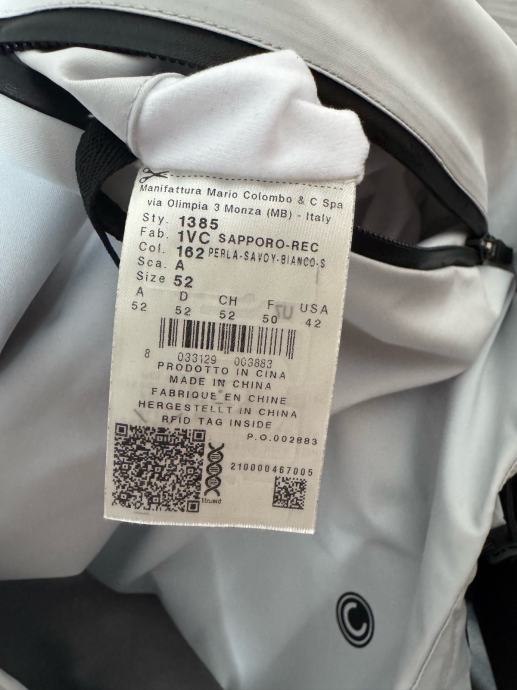 Manifattura Mario Colombo & C Spa
via Olimpia 3 Monza (MB) - Italy
Sty. 1385
Fab. 1VC SAPPORO-REC
Col. 162 PERLA-SAVOY-BIANCO-S
Sca. A
Size 52
A D CH F USA
52 52 52 50 42
8 033129 003883
PRODOTTO IN CINA
MADE IN CHINA
FABRIQUE EN CHINE
HERGESTELLT IN CHINA
RFID TAG INSIDE
P.O.002883
210000467005
C